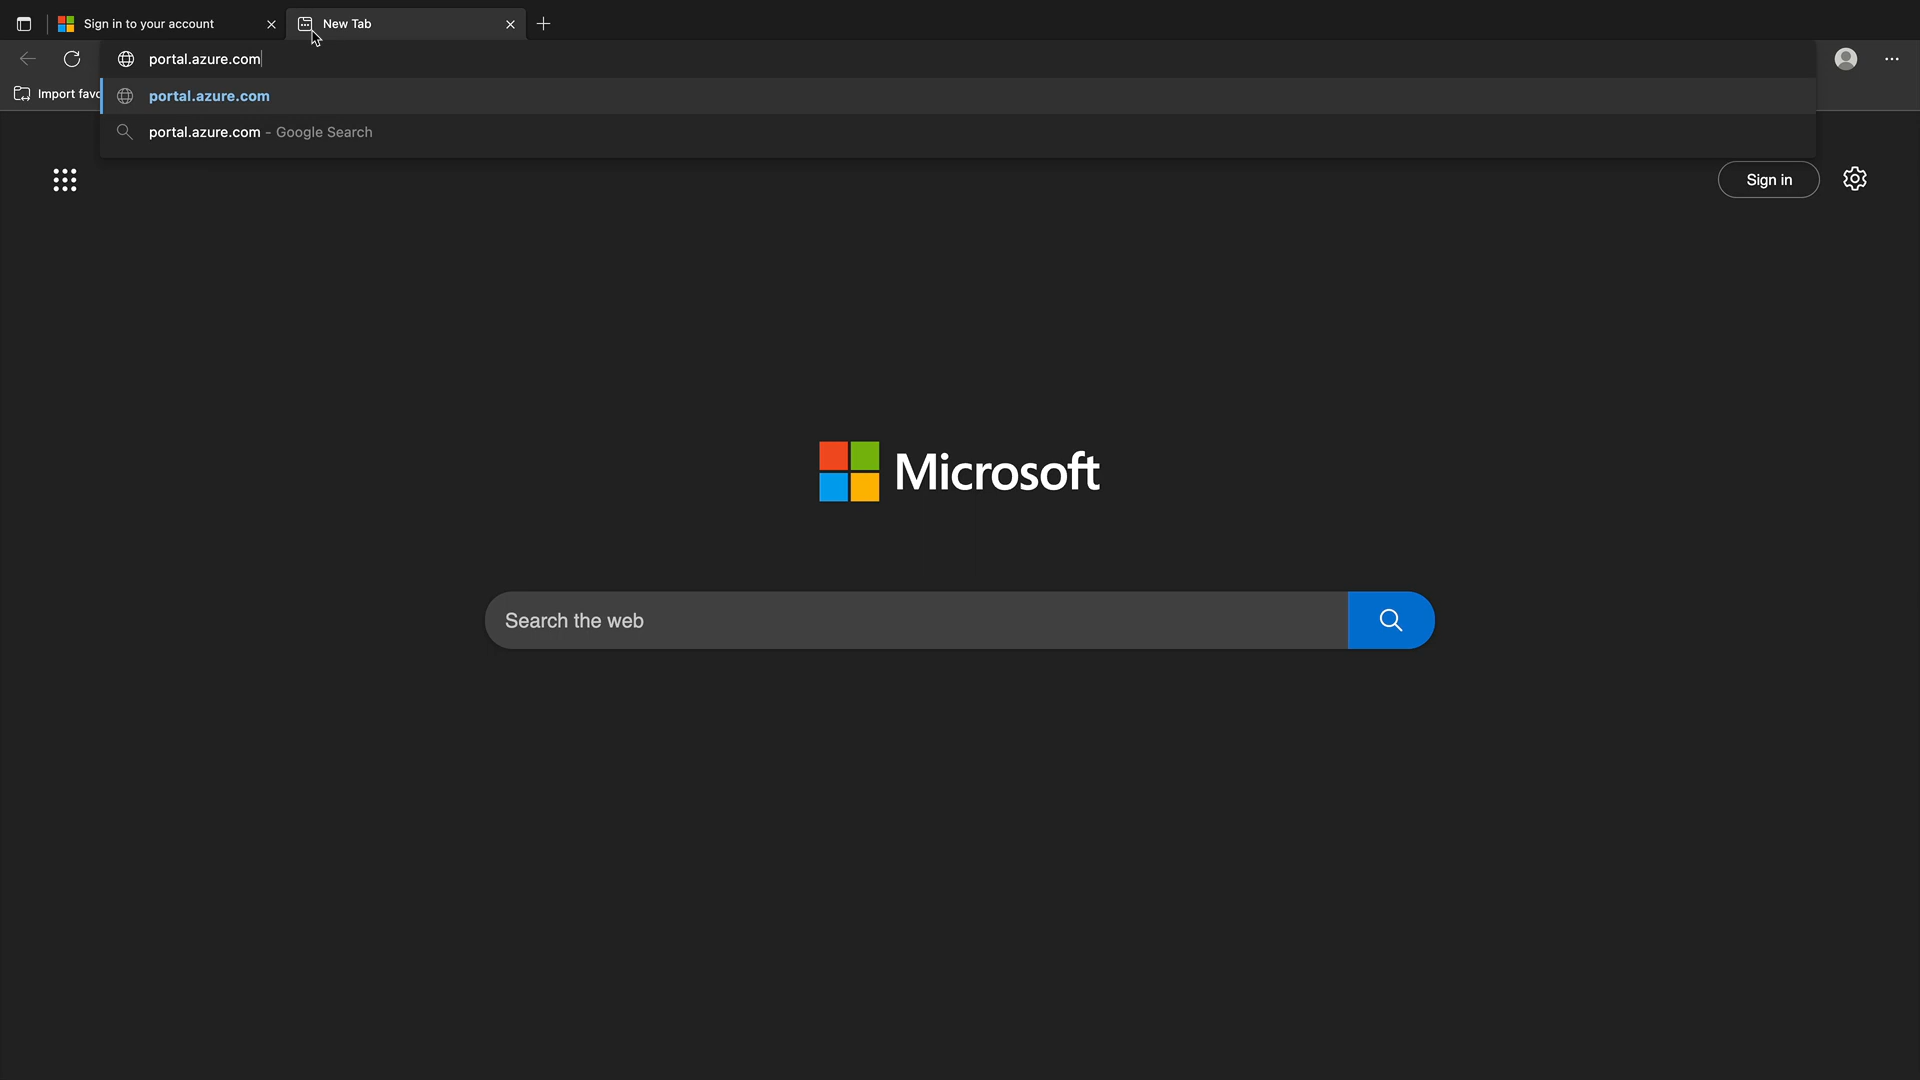 Sign in to your account
New Tab
portal.azure.com
Import favo
portal.azure.com
portal.azure.com - Google Search
Sign in
Microsoft
Search the web